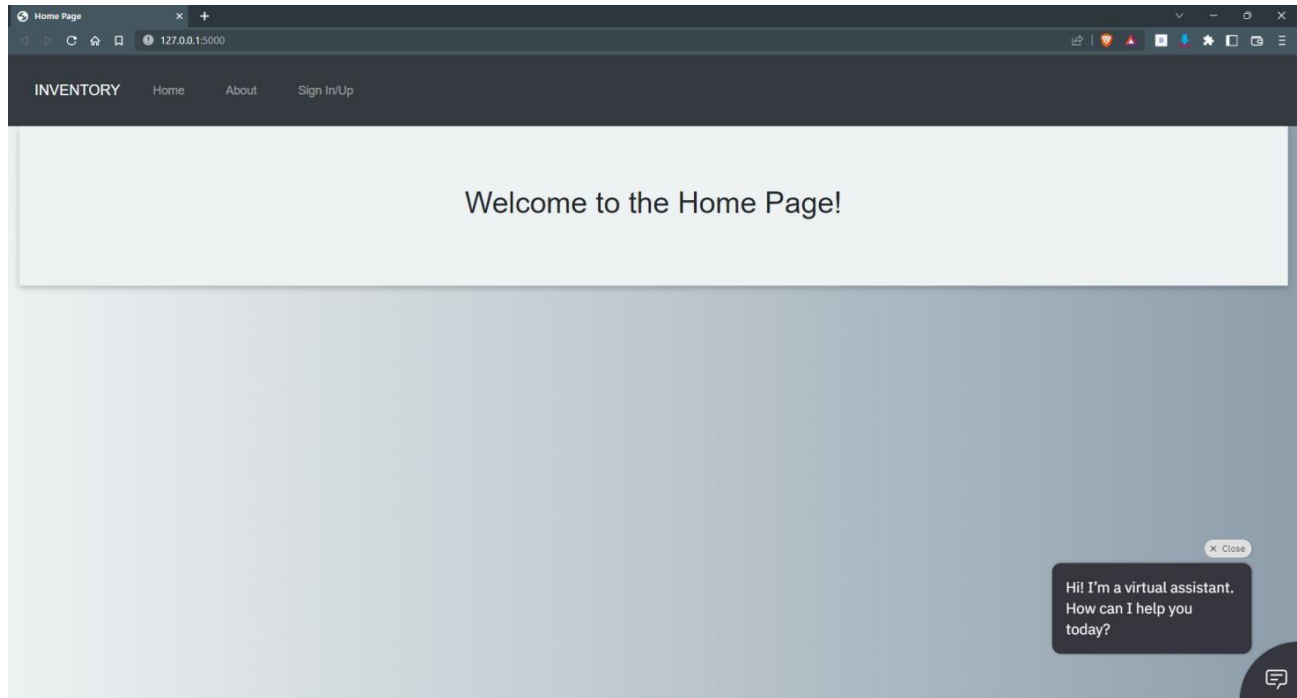 Home Page
127.0.0.1:5000
INVENTORY Home About Sign In/Up
Welcome to the Home Page!
Close
Hi! I'm a virtual assistant.
How can I help you
today?